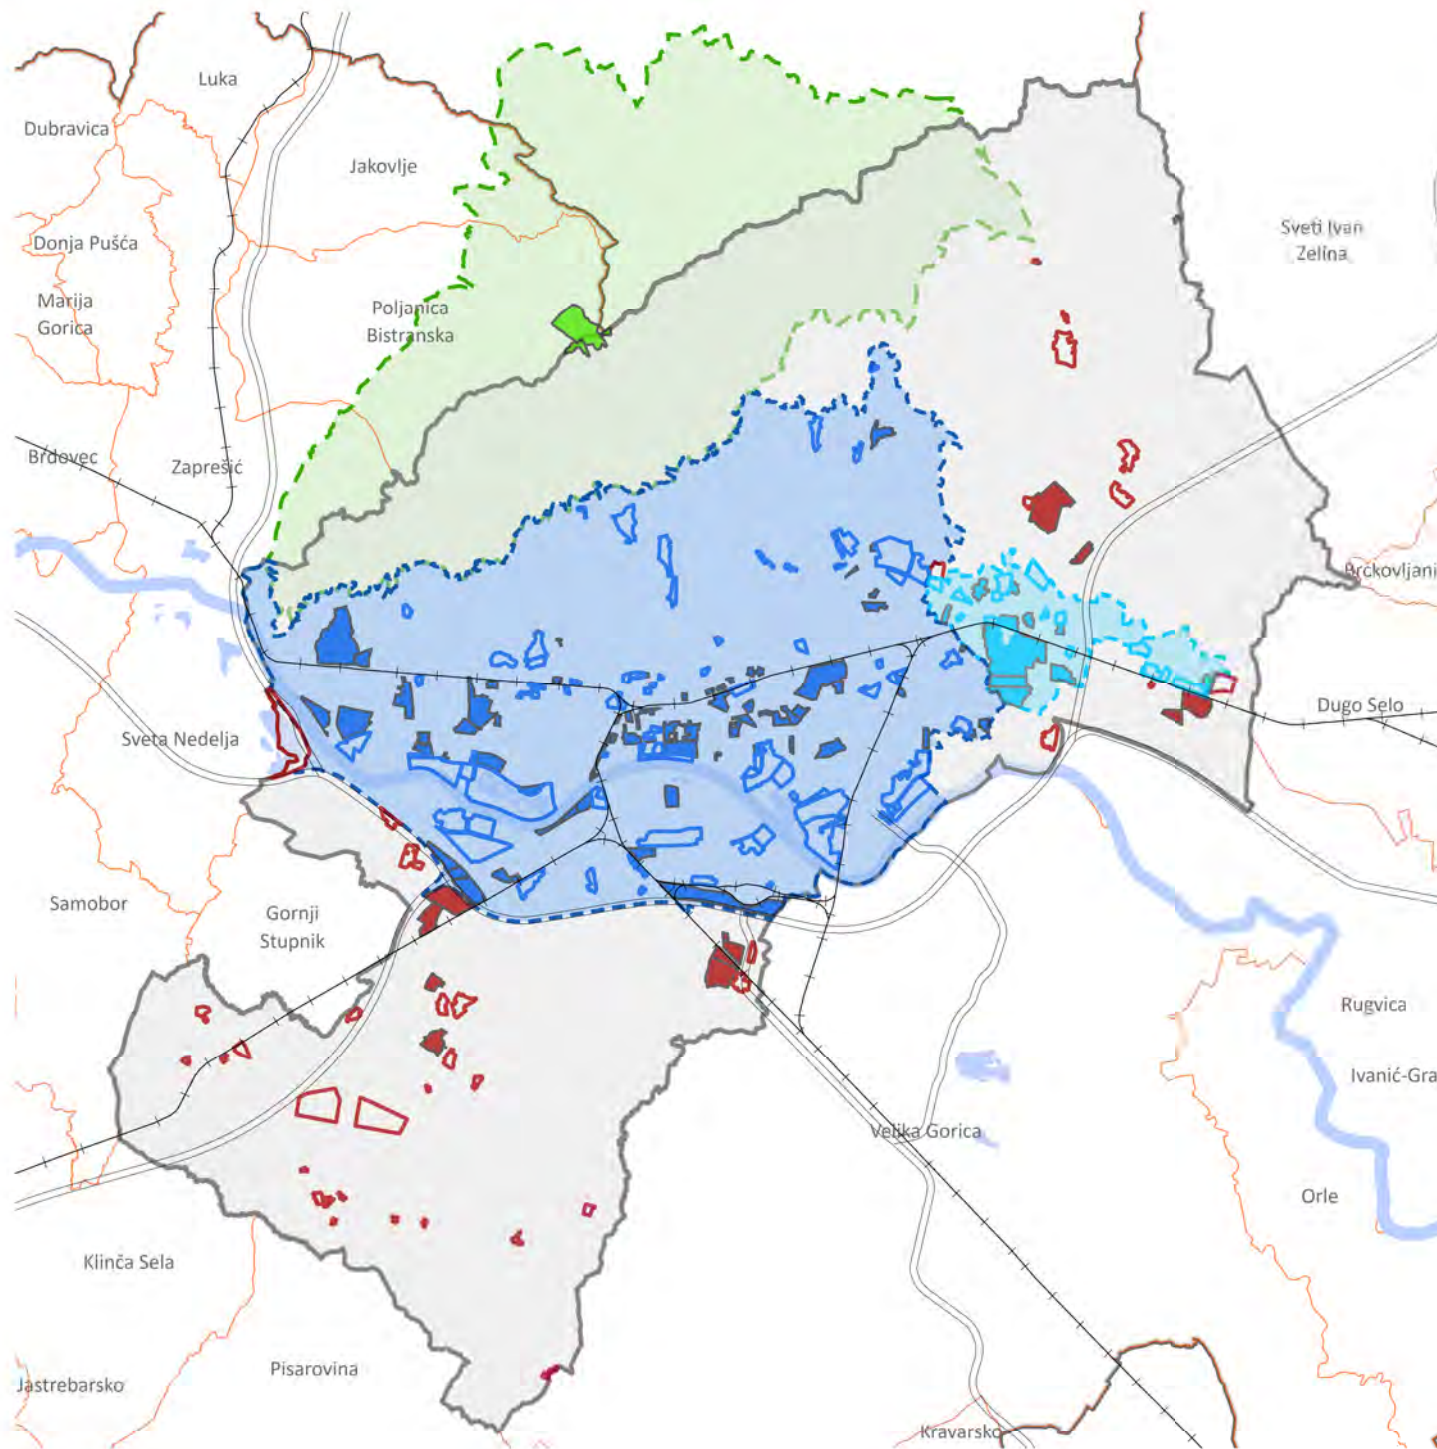 Luka
Dubravica
Jakovlje
Donja Pušća
Sveti Ivan
Zelina
Marija
Gorica
Poljanica
Bistranska
Brdovec
Zaprešić
Brckovljani
Sveta Nedelja
Dugo Selo
Samobor
Gornji
Stupnik
Rugvica
Ivanić-Gra
Velika Gorica
Orle
Klinča Sela
Pisarovina
Jastrebarsko
Kravarsko